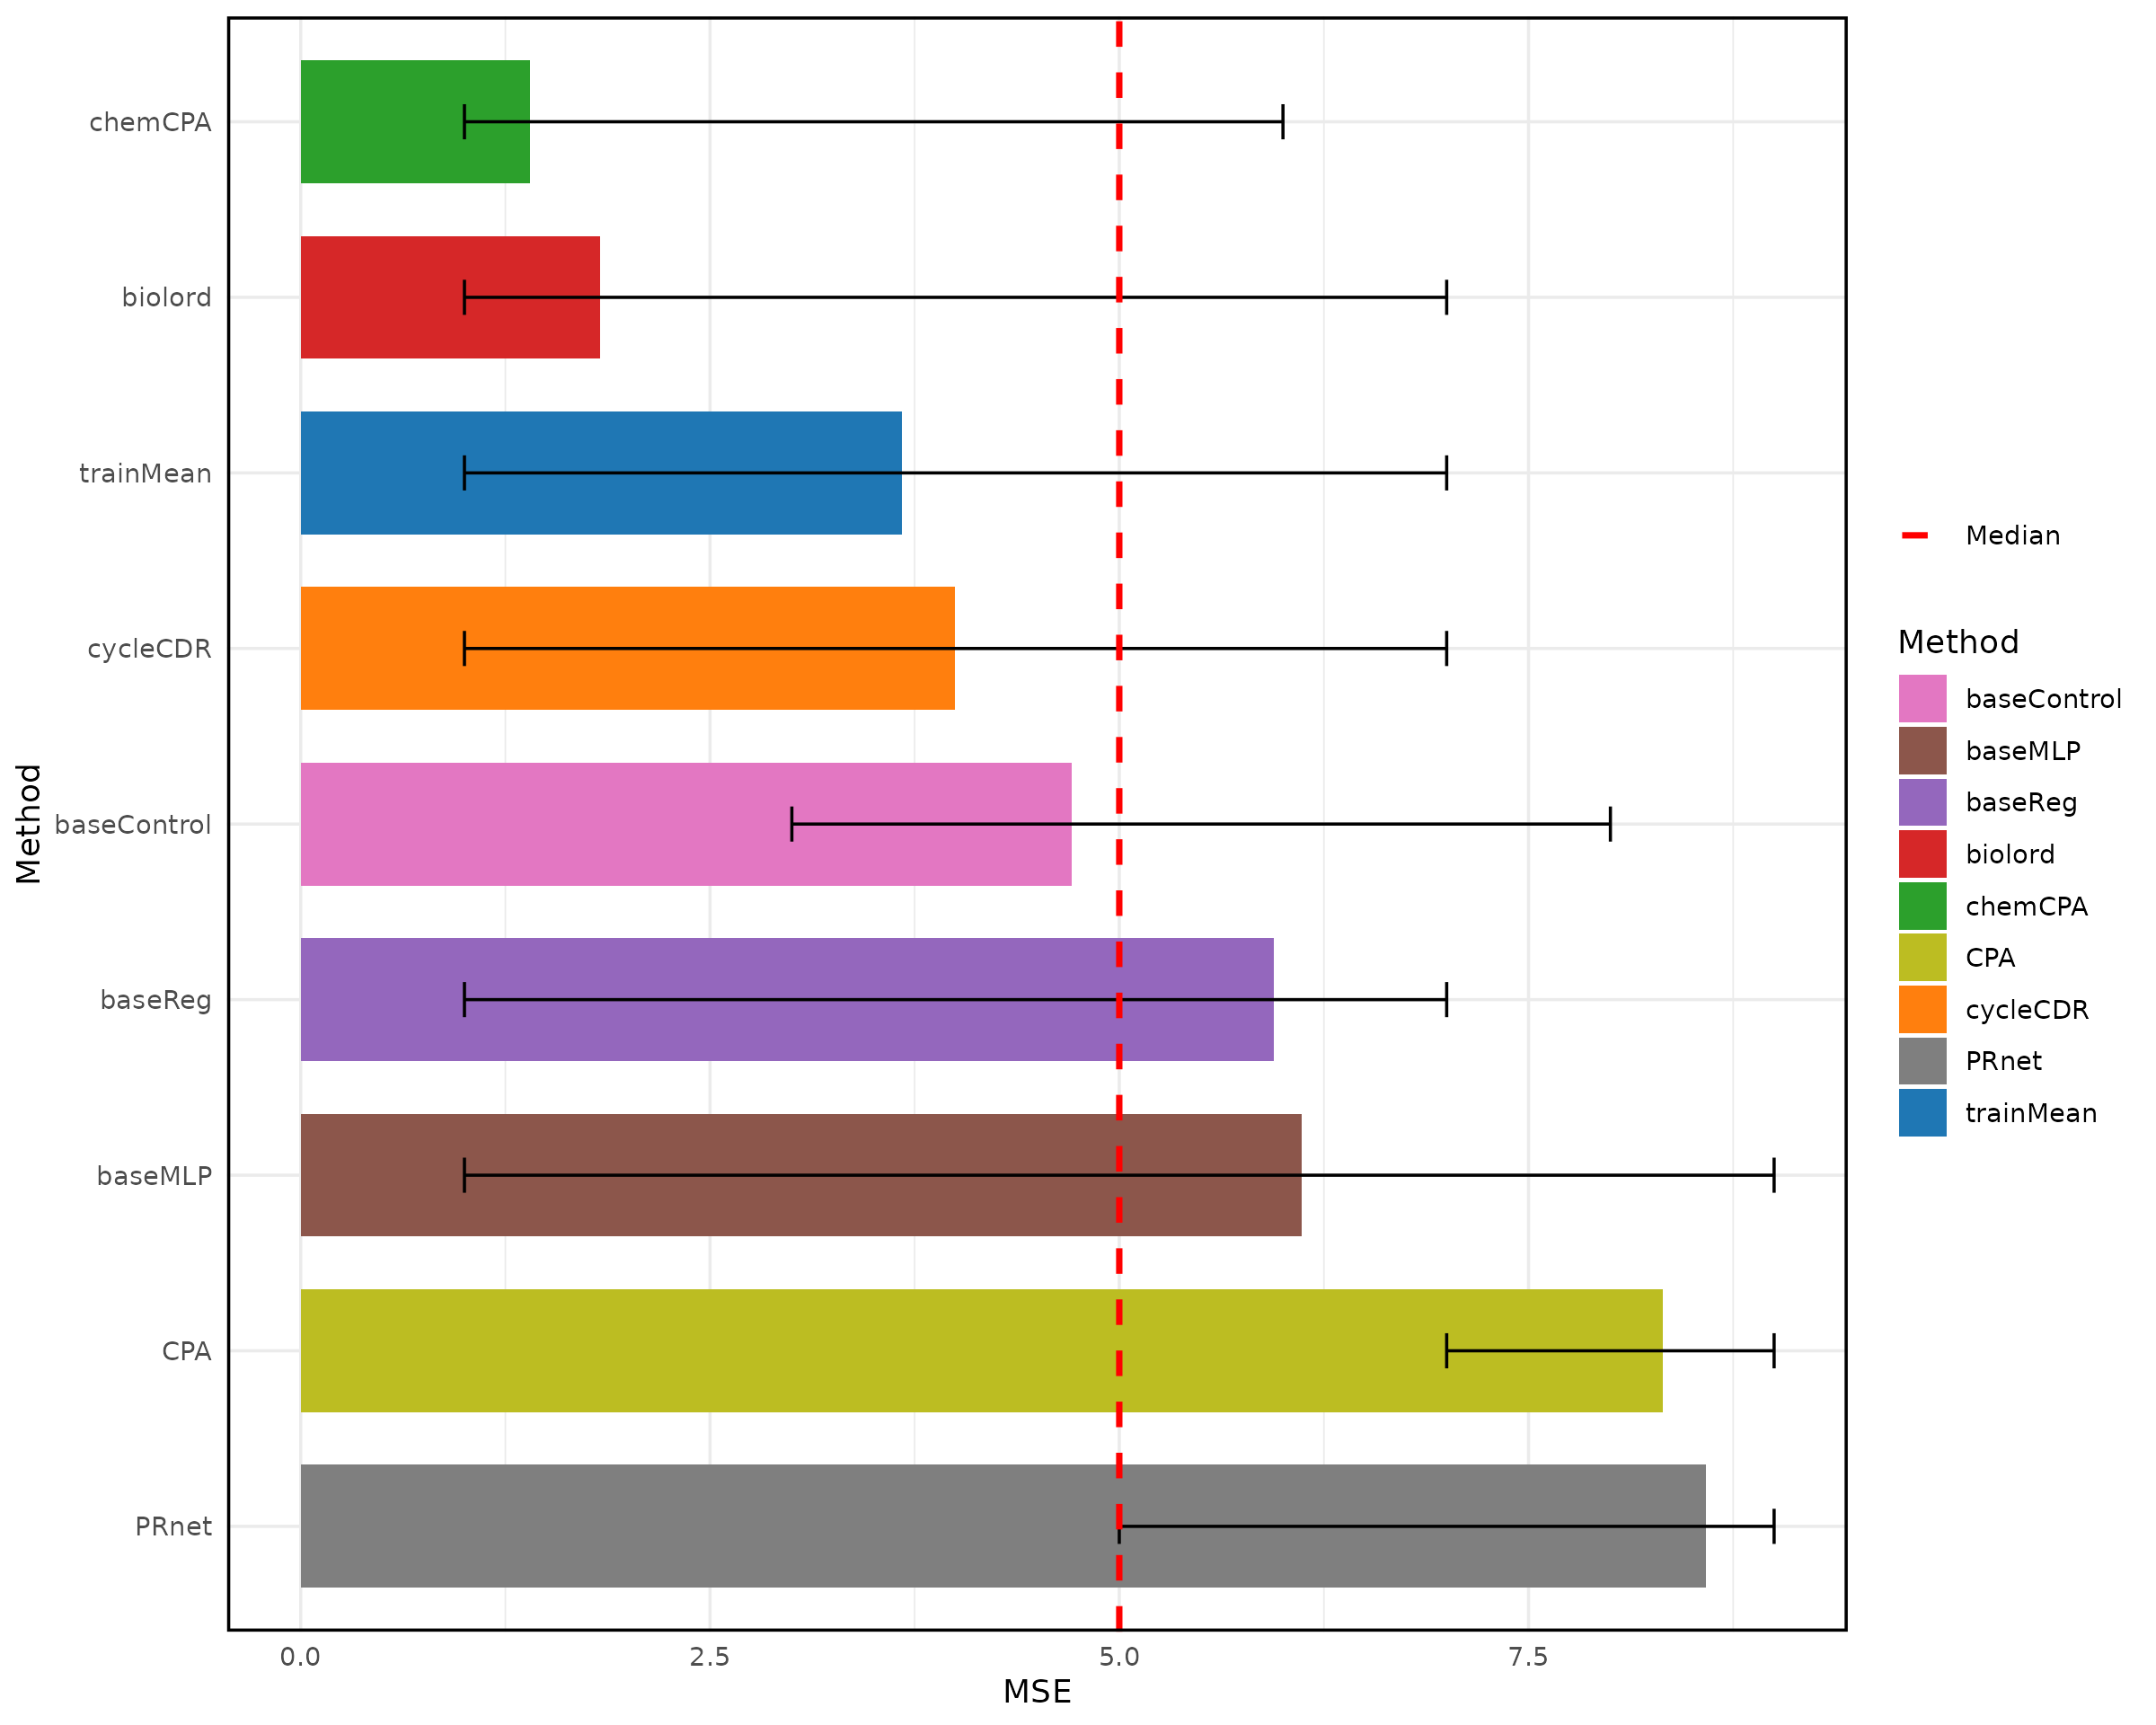 Method
chemCPA
biolord
trainMean
cycleCDR
baseControl
baseReg
baseMLP
CPA
PRnet
0.0 2.5 5.0 7.5
MSE
Median
Method
baseControl
baseMLP
baseReg
biolord
chemCPA
CPA
cycleCDR
PRnet
trainMean